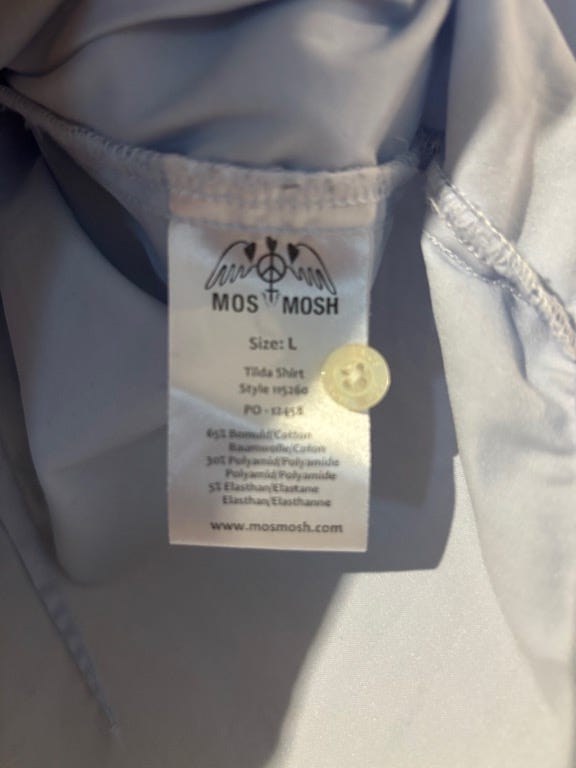 MOS MOSH
Size: L
Tilda Shirt
Style 115260
PO - 12458
65% Bomuld/Cotton
Baumwolle/Coton
30% Polyamid/Polyamide
Polyamid/Polyamide
5% Elasthan/Elastane
Elasthan/Elasthanne
www.mosmosh.com